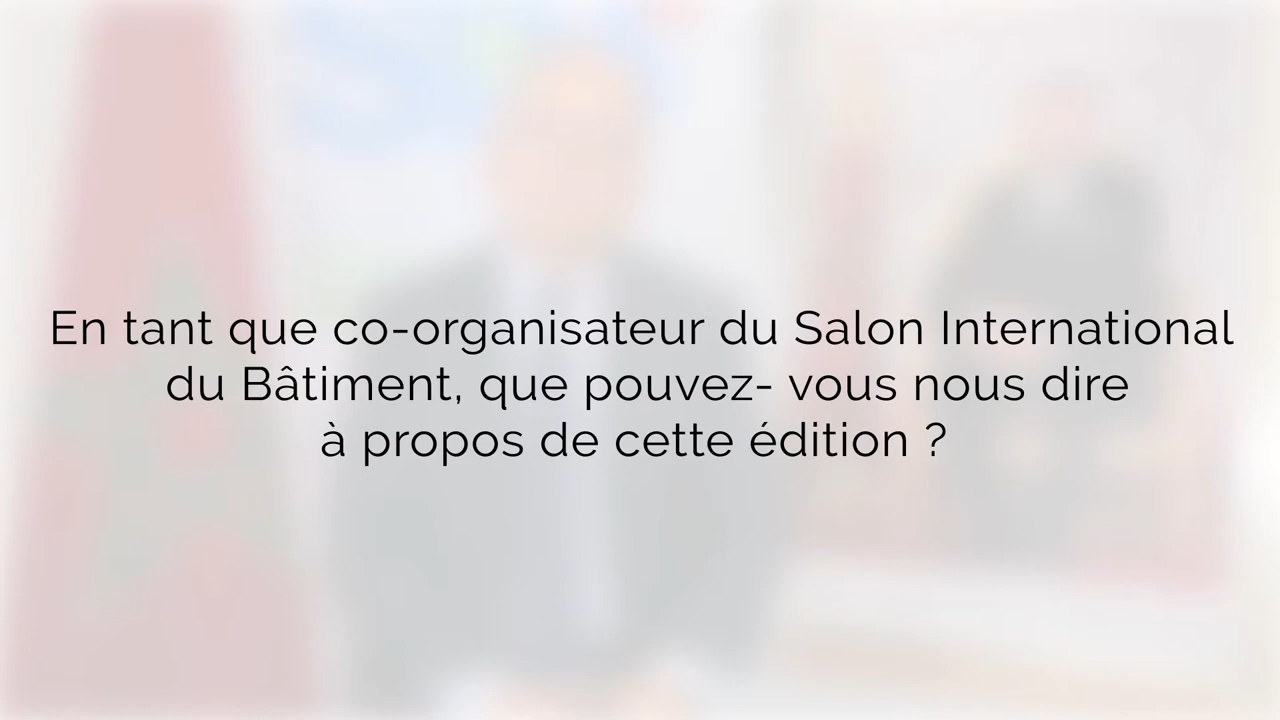 En tant que co-organisateur du Salon International
du Bâtiment, que pouvez- vous nous dire
à propos de cette édition ?